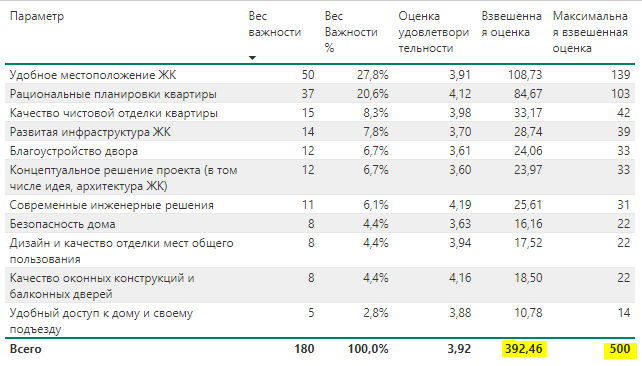 Параметр Вес важности Вес Важности % Оценка удовлетворительности Взвешенная оценка Максимальная взвешенная оценка
Удобное местоположение ЖК 50 27,8% 3,91 108,73 139
Рациональные планировки квартиры 37 20,6% 4,12 84,67 103
Качество чистовой отделки квартиры 15 8,3% 3,98 33,17 42
Развитая инфраструктура ЖК 14 7,8% 3,70 28,74 39
Благоустройство двора 12 6,7% 3,61 24,06 33
Концептуальное решение проекта (в том 12 6,7% 3,60 23,97 33
числе идея, архитектура ЖК)
Современные инженерные решения 11 6,1% 4,19 25,61 31
Безопасность дома 8 4,4% 3,63 16,16 22
Дизайн и качество отделки мест общего 8 4,4% 3,94 17,52 22
пользования
Качество оконных конструкций и 8 4,4% 4,16 18,50 22
балконных дверей
Удобный доступ к дому и своему 5 2,8% 3,88 10,78 14
подъезду
Всего 180 100,0% 3,92 392,46 500